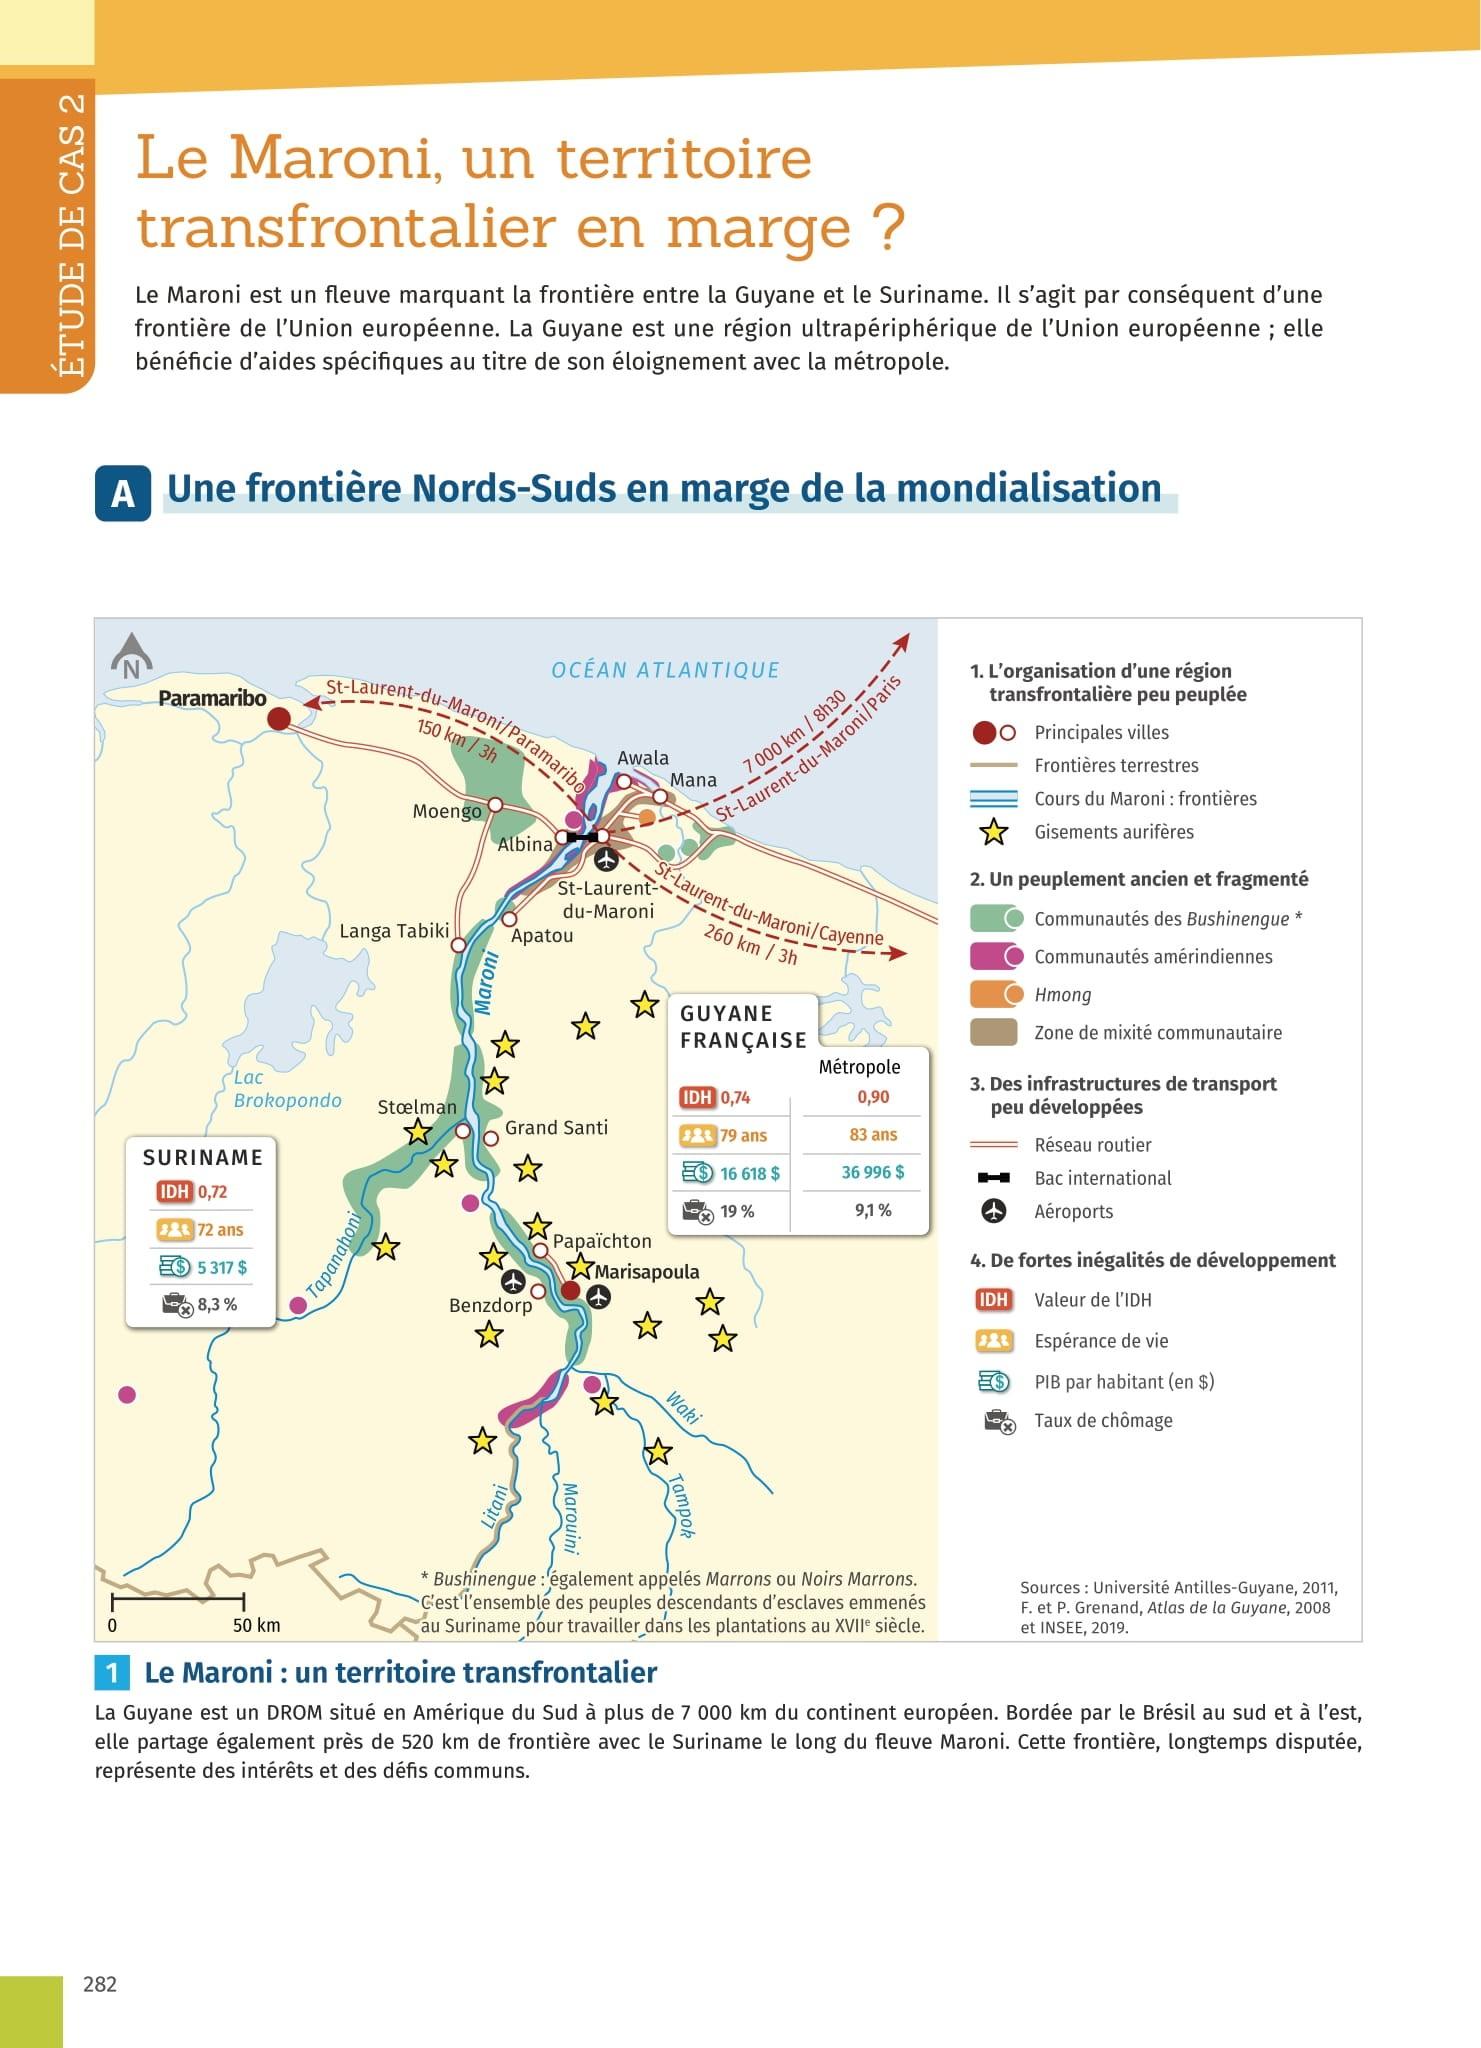 ÉTUDE DE CAS 2
Le Maroni, un territoire
transfrontalier en marge ?
Le Maroni est un fleuve marquant la frontière entre la Guyane et le Suriname. Il s’agit par conséquent d’une
frontière de l’Union européenne. La Guyane est une région ultrapériphérique de l’Union européenne ; elle
bénéficie d’aides spécifiques au titre de son éloignement avec la métropole.
A Une frontière Nords-Suds en marge de la mondialisation
N
OCÉAN ATLANTIQUE
Paramaribo
St-Laurent-du-Maroni/Paramaribo
150 km / 3h
7 000 km / 8h30
St-Laurent-du-Maroni/Paris
Awala
Mana
Moengo
Albina
St-Laurent-
du-Maroni
St-Laurent-du-Maroni/Cayenne
260 km / 3h
Langa Tabiki
Apatou
Maroni
Lac
Brokopondo
Stœlman
Grand Santi
GUYANE
FRANÇAISE
Métropole
IDH 0,74 0,90
79 ans 83 ans
16 618 $ 36 996 $
19 % 9,1 %
SURINAME
IDH 0,72
72 ans
5 317 $
8,3 %
Tapanahoni
Papaïchton
Marisapoula
Benzdorp
Waki
Litani
Marouini
Tampok
* Bushinengue : également appelés Marrons ou Noirs Marrons.
C’est l’ensemble des peuples descendants d’esclaves emmenés
au Suriname pour travailler dans les plantations au XVIIe siècle.
0 50 km
1. L’organisation d’une région
transfrontalière peu peuplée
Principales villes
Frontières terrestres
Cours du Maroni : frontières
Gisements aurifères
2. Un peuplement ancien et fragmenté
Communautés des Bushinengue *
Communautés amérindiennes
Hmong
Zone de mixité communautaire
3. Des infrastructures de transport
peu développées
Réseau routier
Bac international
Aéroports
4. De fortes inégalités de développement
IDH Valeur de l’IDH
Espérance de vie
PIB par habitant (en $)
Taux de chômage
Sources : Université Antilles-Guyane, 2011,
F. et P. Grenand, Atlas de la Guyane, 2008
et INSEE, 2019.
1 Le Maroni : un territoire transfrontalier
La Guyane est un DROM situé en Amérique du Sud à plus de 7 000 km du continent européen. Bordée par le Brésil au sud et à l’est,
elle partage également près de 520 km de frontière avec le Suriname le long du fleuve Maroni. Cette frontière, longtemps disputée,
représente des intérêts et des défis communs.
282